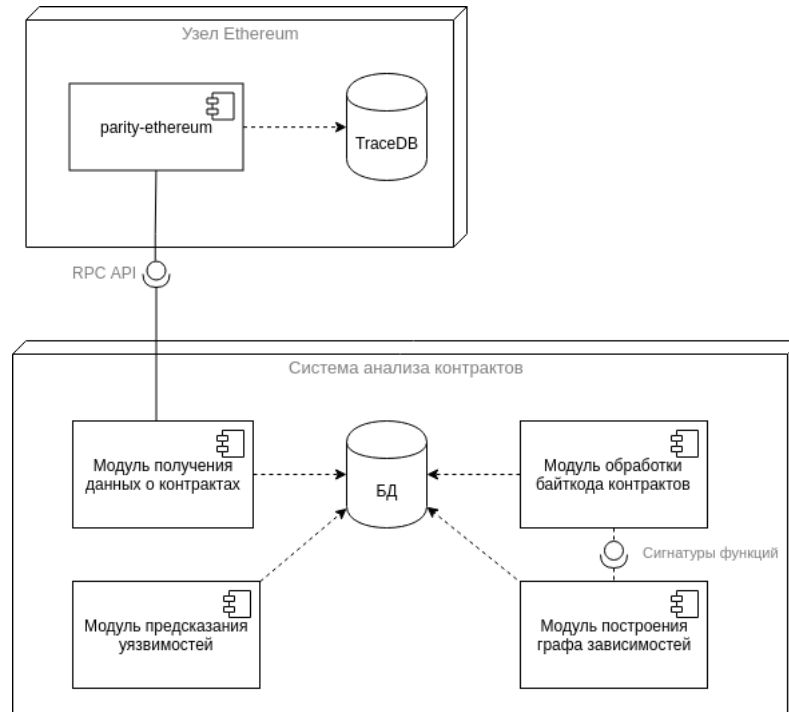 Узел Ethereum
parity-ethereum
TraceDB
RPC API
Система анализа контрактов
Модуль получения
данных о контрактах
БД
Модуль обработки
байткода контрактов
Сигнатуры функций
Модуль предсказания
уязвимостей
Модуль построения
графа зависимостей